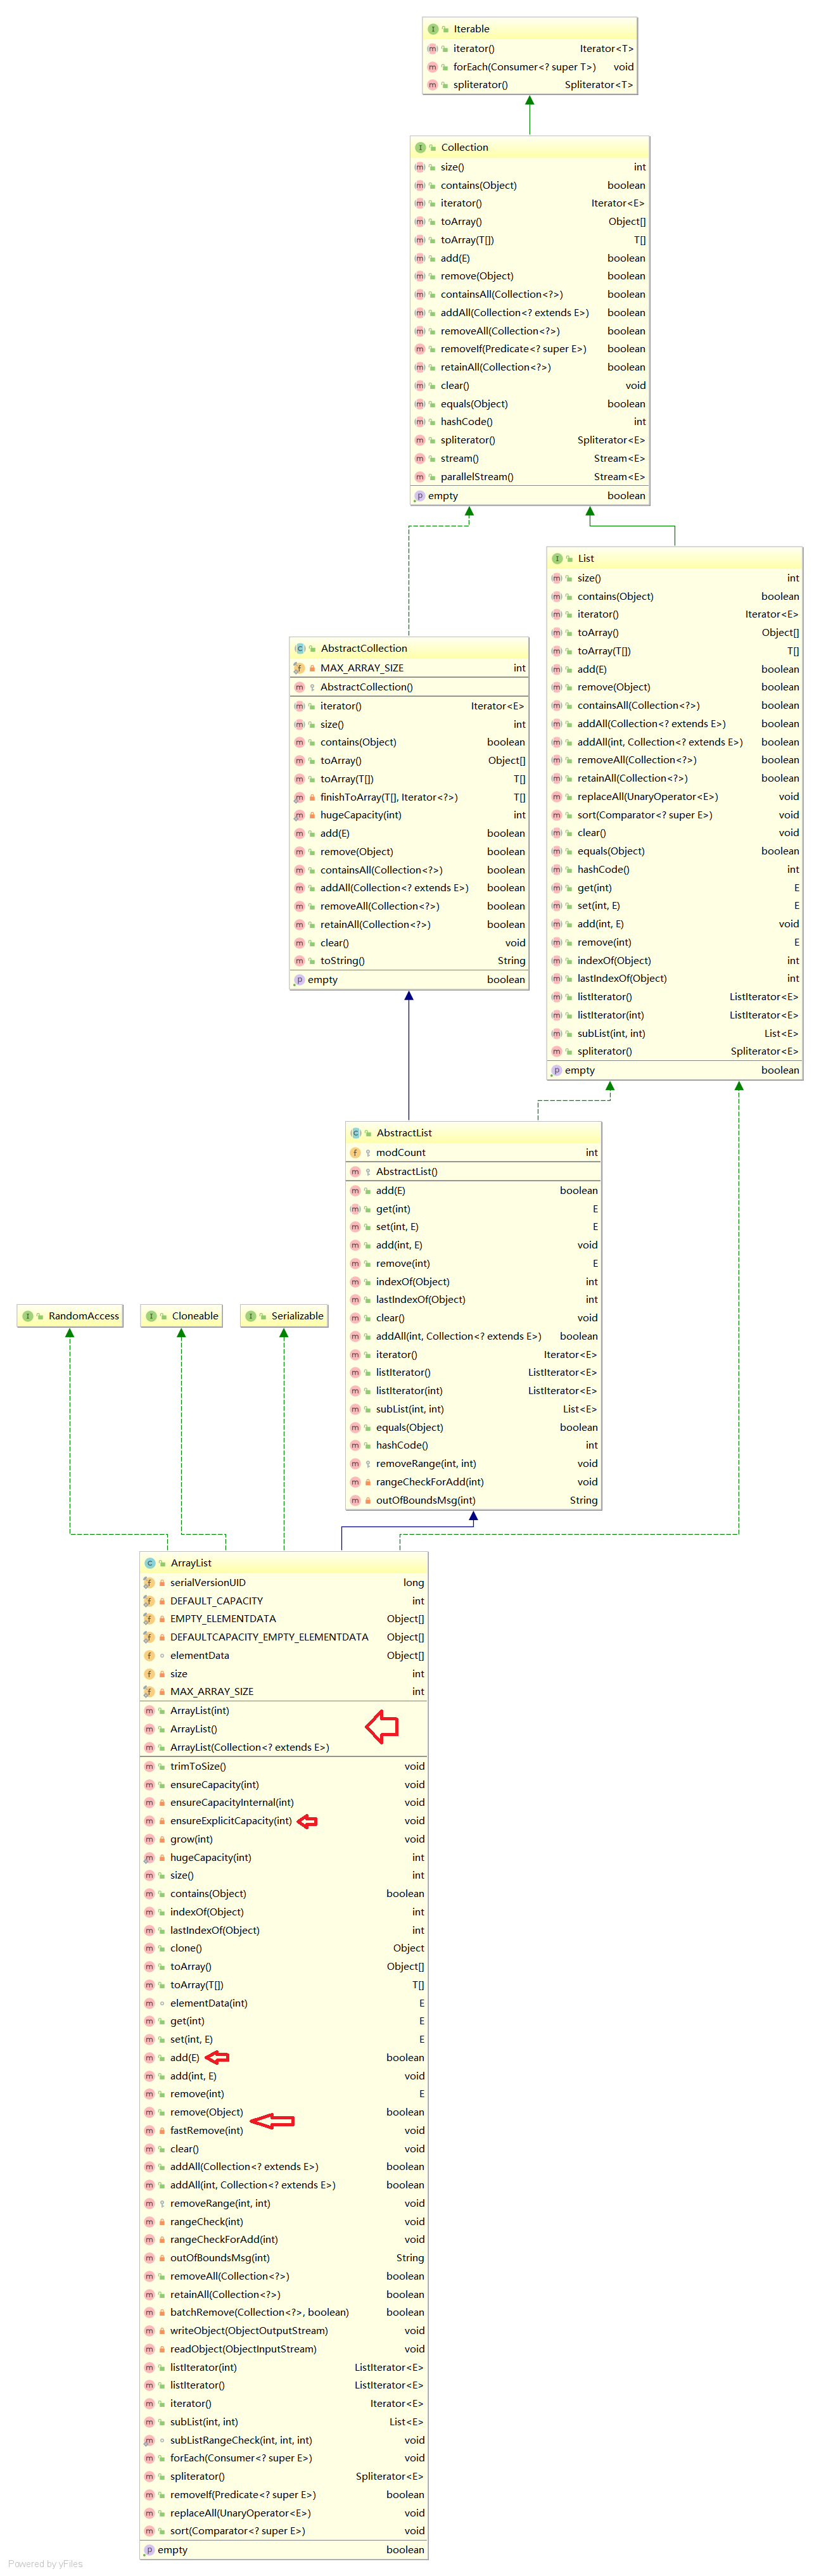 Iterable
iterator() Iterator<T>
forEach(Consumer<? super T>) void
spliterator() Spliterator<T>
Collection
size() int
contains(Object) boolean
iterator() Iterator<E>
toArray() Object[]
toArray(T[]) T[]
add(E) boolean
remove(Object) boolean
containsAll(Collection<?>) boolean
addAll(Collection<? extends E>) boolean
removeAll(Collection<?>) boolean
removeIf(Predicate<? super E>) boolean
retainAll(Collection<?>) boolean
clear() void
equals(Object) boolean
hashCode() int
spliterator() Spliterator<E>
stream() Stream<E>
parallelStream() Stream<E>
empty boolean
List
size() int
contains(Object) boolean
iterator() Iterator<E>
toArray() Object[]
toArray(T[]) T[]
add(E) boolean
remove(Object) boolean
containsAll(Collection<?>) boolean
addAll(Collection<? extends E>) boolean
addAll(int, Collection<? extends E>) boolean
removeAll(Collection<?>) boolean
retainAll(Collection<?>) boolean
replaceAll(UnaryOperator<E>) void
sort(Comparator<? super E>) void
clear() void
equals(Object) boolean
hashCode() int
get(int) E
set(int, E) E
add(int, E) void
remove(int) E
indexOf(Object) int
lastIndexOf(Object) int
listIterator() ListIterator<E>
listIterator(int) ListIterator<E>
subList(int, int) List<E>
spliterator() Spliterator<E>
empty boolean
AbstractCollection
MAX_ARRAY_SIZE int
AbstractCollection()
iterator() Iterator<E>
size() int
contains(Object) boolean
toArray() Object[]
toArray(T[]) T[]
finishToArray(T[], Iterator<?>) T[]
hugeCapacity(int) int
add(E) boolean
remove(Object) boolean
containsAll(Collection<?>) boolean
addAll(Collection<? extends E>) boolean
removeAll(Collection<?>) boolean
retainAll(Collection<?>) boolean
clear() void
toString() String
empty boolean
AbstractList
modCount int
AbstractList()
add(E) boolean
get(int) E
set(int, E) E
add(int, E) void
remove(int) E
indexOf(Object) int
lastIndexOf(Object) int
clear() void
addAll(int, Collection<? extends E>) boolean
iterator() Iterator<E>
listIterator() ListIterator<E>
listIterator(int) ListIterator<E>
subList(int, int) List<E>
equals(Object) boolean
hashCode() int
removeRange(int, int) void
rangeCheckForAdd(int) void
outOfBoundsMsg(int) String
RandomAccess
Cloneable
Serializable
ArrayList
serialVersionUID long
DEFAULT_CAPACITY int
EMPTY_ELEMENTDATA Object[]
DEFAULTCAPACITY_EMPTY_ELEMENTDATA Object[]
elementData Object[]
size int
MAX_ARRAY_SIZE int
ArrayList(int)
ArrayList()
ArrayList(Collection<? extends E>)
trimToSize() void
ensureCapacity(int) void
ensureCapacityInternal(int) void
ensureExplicitCapacity(int) void
grow(int) void
hugeCapacity(int) int
size() int
contains(Object) boolean
indexOf(Object) int
lastIndexOf(Object) int
clone() Object
toArray() Object[]
toArray(T[]) T[]
elementData(int) E
get(int) E
set(int, E) E
add(E) boolean
add(int, E) void
remove(int) E
remove(Object) boolean
fastRemove(int) void
clear() void
addAll(Collection<? extends E>) boolean
addAll(int, Collection<? extends E>) boolean
removeRange(int, int) void
rangeCheck(int) void
rangeCheckForAdd(int) void
outOfBoundsMsg(int) String
removeAll(Collection<?>) boolean
retainAll(Collection<?>) boolean
batchRemove(Collection<?>, boolean) boolean
writeObject(ObjectOutputStream) void
readObject(ObjectInputStream) void
listIterator(int) ListIterator<E>
listIterator() ListIterator<E>
iterator() Iterator<E>
subList(int, int) List<E>
subListRangeCheck(int, int, int) void
forEach(Consumer<? super E>) void
spliterator() Spliterator<E>
removeIf(Predicate<? super E>) boolean
replaceAll(UnaryOperator<E>) void
sort(Comparator<? super E>) void
empty boolean
Powered by yFiles